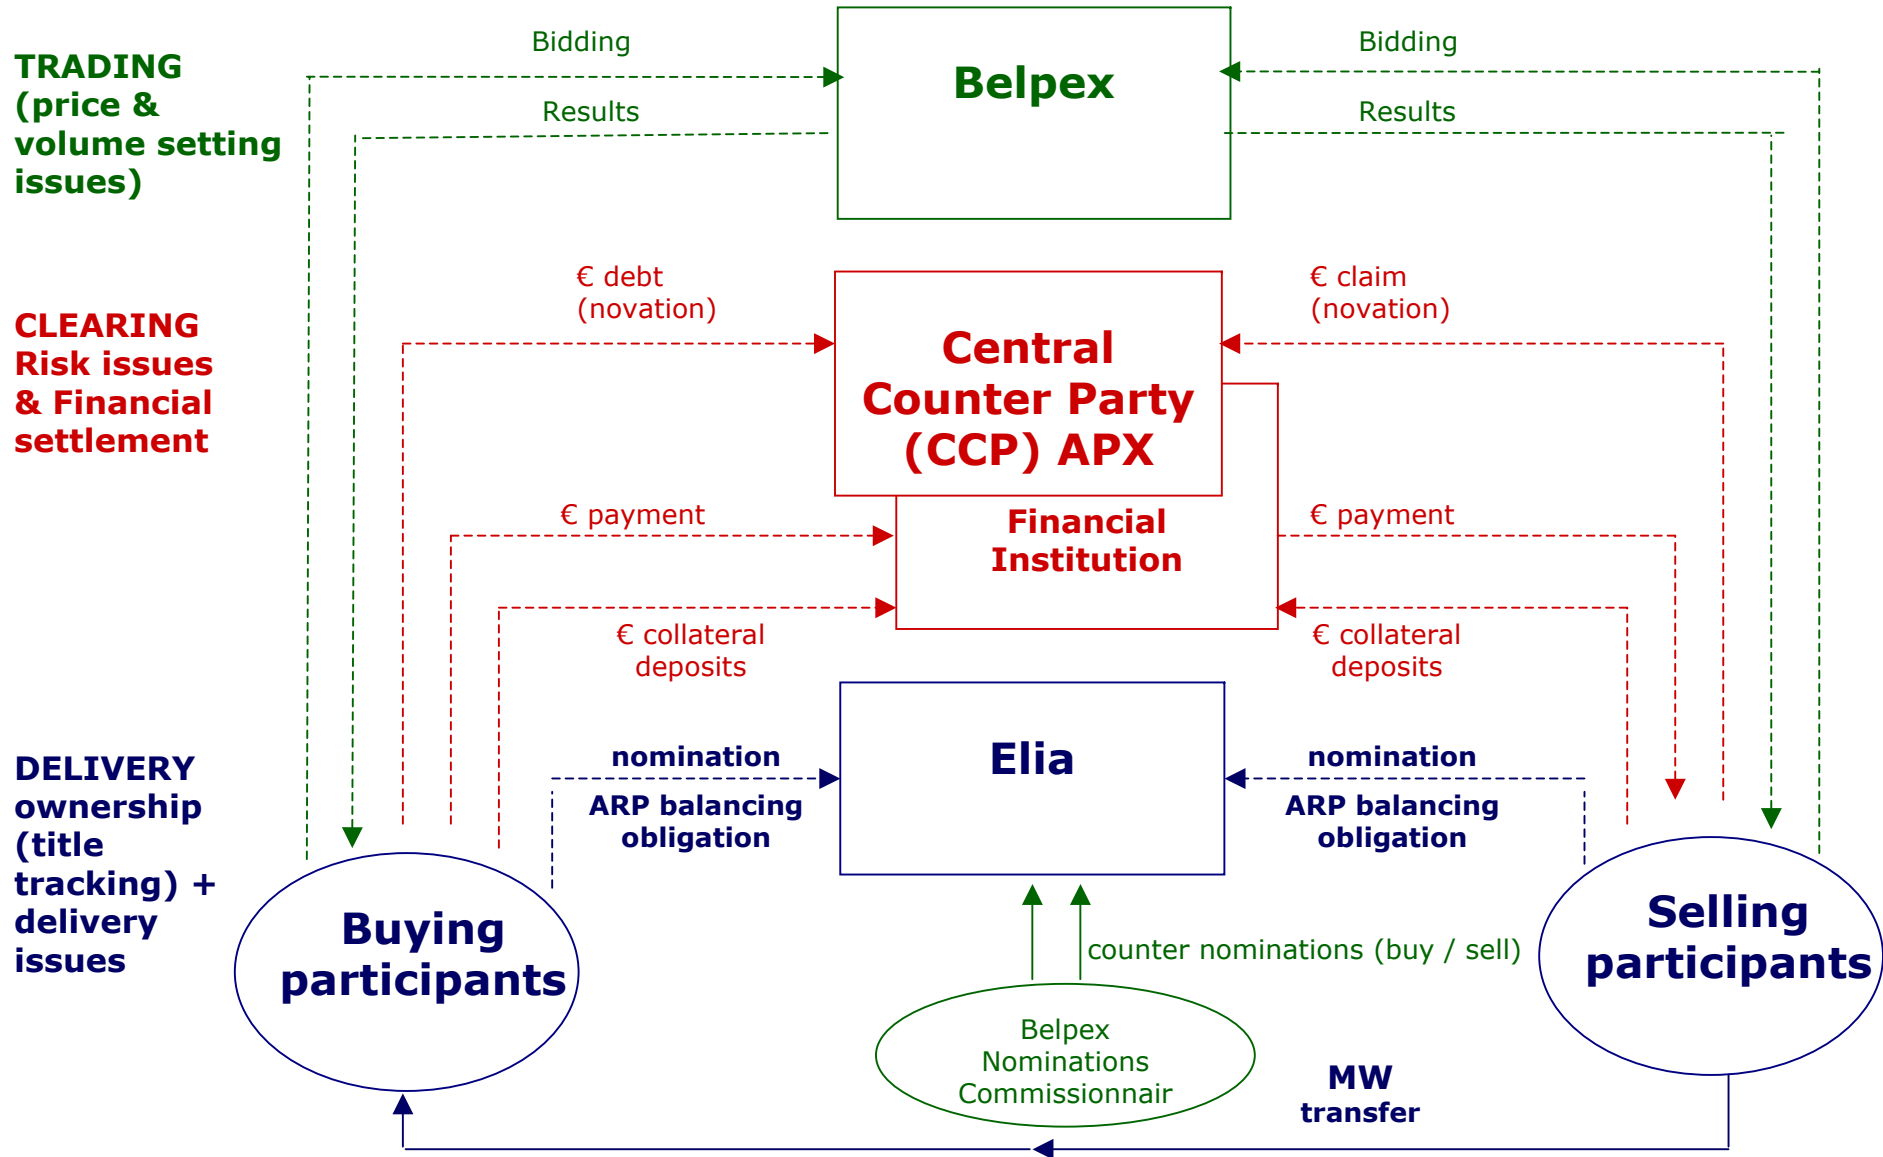 Bidding
Bidding
TRADING
(price &
volume setting
issues)
Belpex
Results
Results
€ debt
(novation)
€ claim
(novation)
CLEARING
Risk issues
& Financial
settlement
Central
Counter Party
(CCP) APX
€ payment
Financial
Institution
€ payment
€ collateral
deposits
€ collateral
deposits
DELIVERY
ownership
(title
tracking) +
delivery
issues
nomination
ARP balancing
obligation
Elia
nomination
ARP balancing
obligation
Buying
participants
Selling
participants
counter nominations (buy / sell)
Belpex
Nominations
Commissionnair
MW
transfer